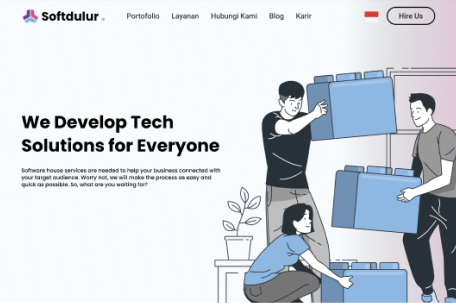 Softdulur .
Portofolio
Layanan
Hubungi Kami
Blog
Karir
Hire Us
We Develop Tech
Solutions for Everyone
Software house services are needed to help your business connected with
your target audience. Worry not, we will make the process as easy and
quick as possible. So, what are you waiting for?